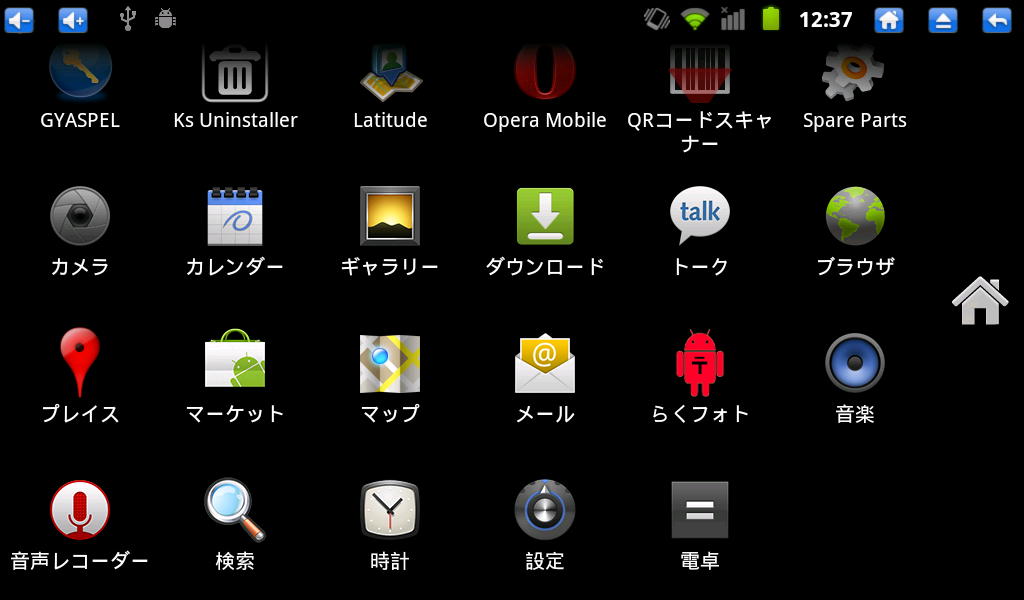 12:37
GYASPEL
Ks Uninstaller
Latitude
Opera Mobile
QRコードスキャ
ナー
Spare Parts
カメラ
カレンダー
ギャラリー
ダウンロード
talk
トーク
ブラウザ
プレイス
マーケット
マップ
@
メール
〒
らくフォト
音楽
音声レコーダー
検索
時計
設定
電卓